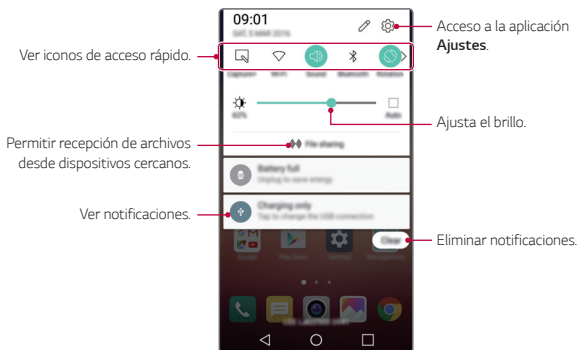 09:01
SAT, 5 MAR 2016
Acceso a la aplicación
Ajustes.
Ver iconos de acceso rápido.
Capture+ Wi-Fi Sound Bluetooth Rotation
62%
Auto
Ajusta el brillo.
Permitir recepción de archivos
desde dispositivos cercanos.
File sharing
Battery full
Unplug to save energy
Ver notificaciones.
Charging only
Tap to change the USB connection
Clear
Eliminar notificaciones.
Google Play Store Settings